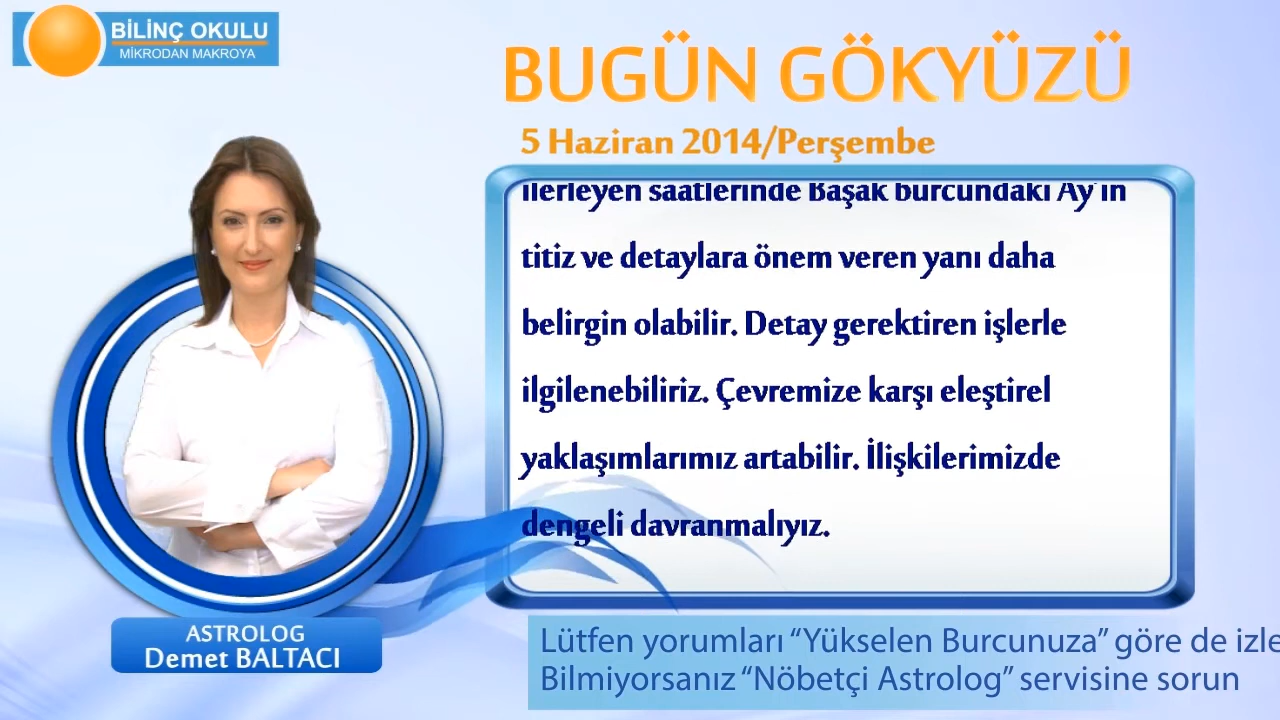 BİLİNÇ OKULU
MİKRODAN MAKROYA
BUGÜN GÖKYÜZÜ
5 Haziran 2014/Perşembe
ilerleyen saatlerinde Başak burcundaki Ay'ın
titiz ve detaylara önem veren yanı daha
belirgin olabilir. Detay gerektiren işlerle
ilgilenebiliriz. Çevremize karşı eleştirel
yaklaşımlarımız artabilir. İlişkilerimizde
dengeli davranmalıyız.
ASTROLOG
Demet BALTACI
Lütfen yorumları “Yükselen Burcunuza” göre de izle
Bilmiyorsanız “Nöbetçi Astrolog” servisine sorun